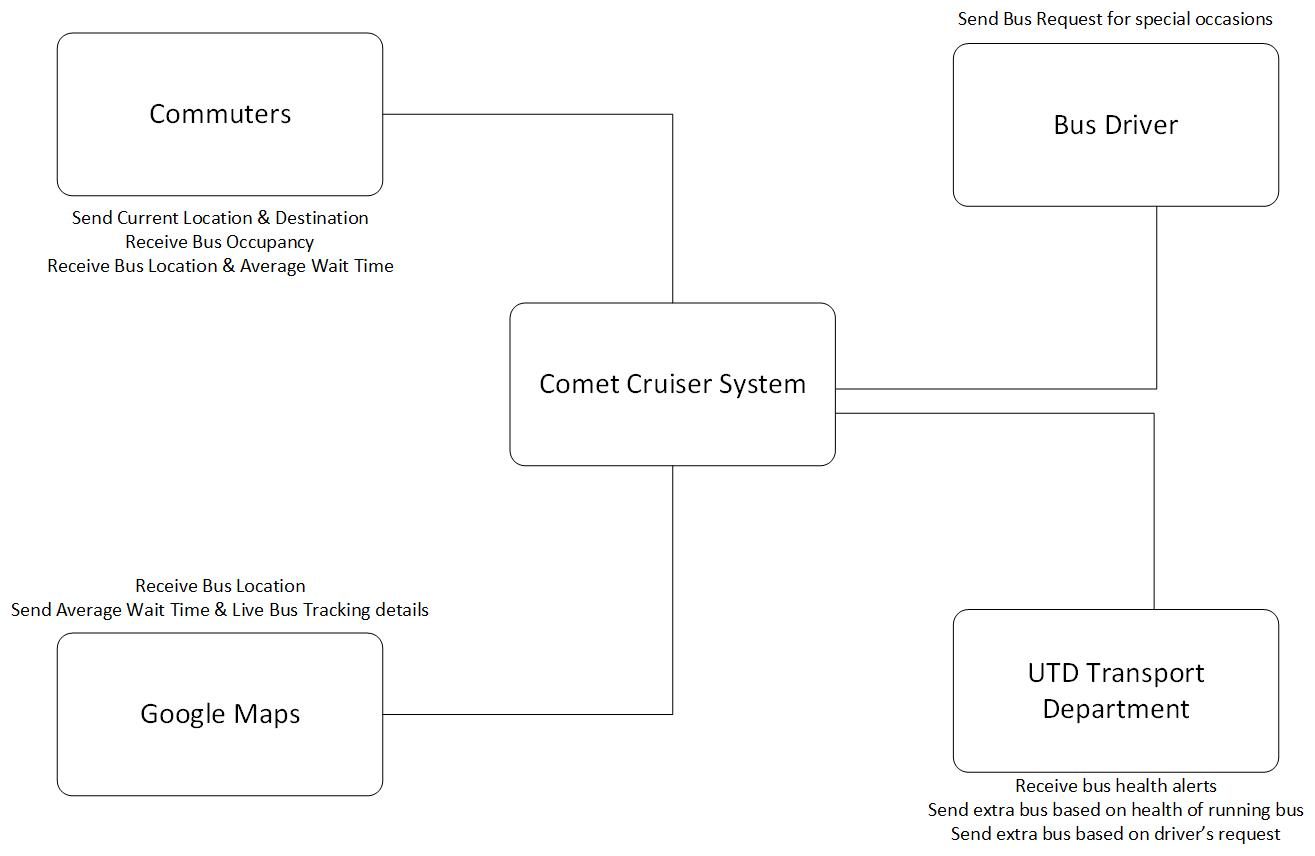 Send Bus Request for special occasions
Commuters
Bus Driver
Send Current Location & Destination
Receive Bus Occupancy
Receive Bus Location & Average Wait Time
Comet Cruiser System
Receive Bus Location
Send Average Wait Time & Live Bus Tracking details
Google Maps
UTD Transport
Department
Receive bus health alerts
Send extra bus based on health of running bus
Send extra bus based on driver’s request